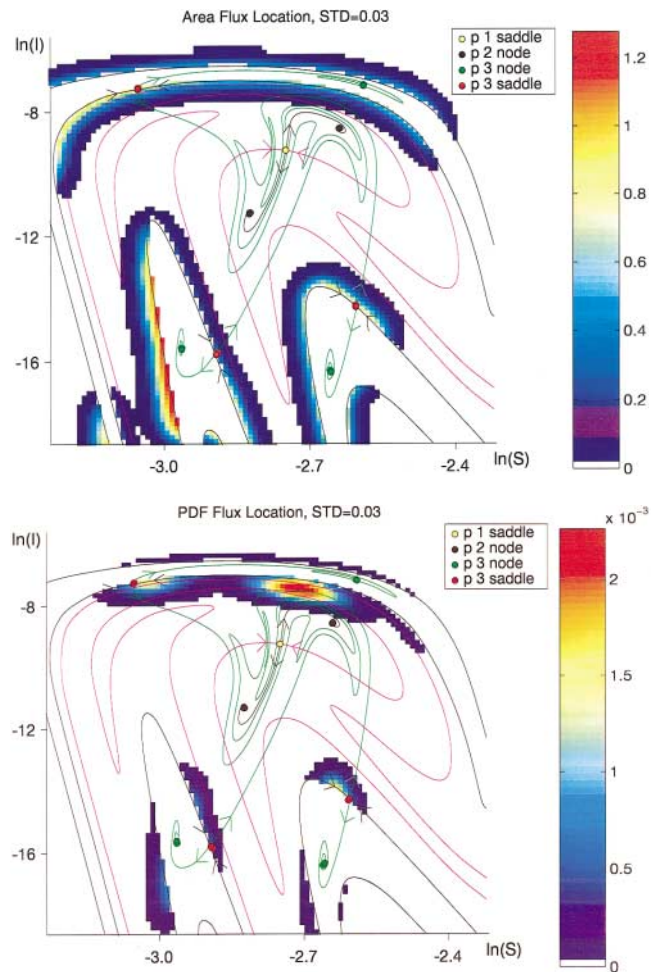 Area Flux Location, STD=0.03
ln(I)
p 1 saddle
p 2 node
p 3 node
p 3 saddle
1.2
1
0.8
0.6
0.4
0.2
0
-8
-12
-16
-3.0
-2.7
-2.4
ln(S)
PDF Flux Location, STD=0.03
ln(I)
p 1 saddle
p 2 node
p 3 node
p 3 saddle
x 10⁻³
2
1.5
1
0.5
0
-8
-12
-16
-3.0
-2.7
-2.4
ln(S)